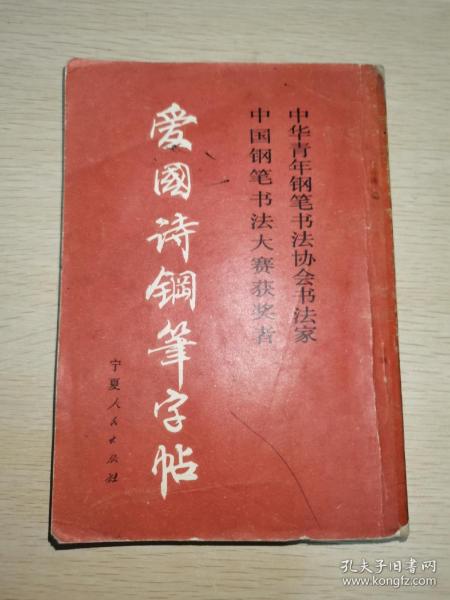 中华青年钢笔书法协会书法家
中国钢笔书法大赛获奖者
爱國诗鋼筆字帖
宁夏人民出版社
孔夫子旧书网
www.kongfz.com